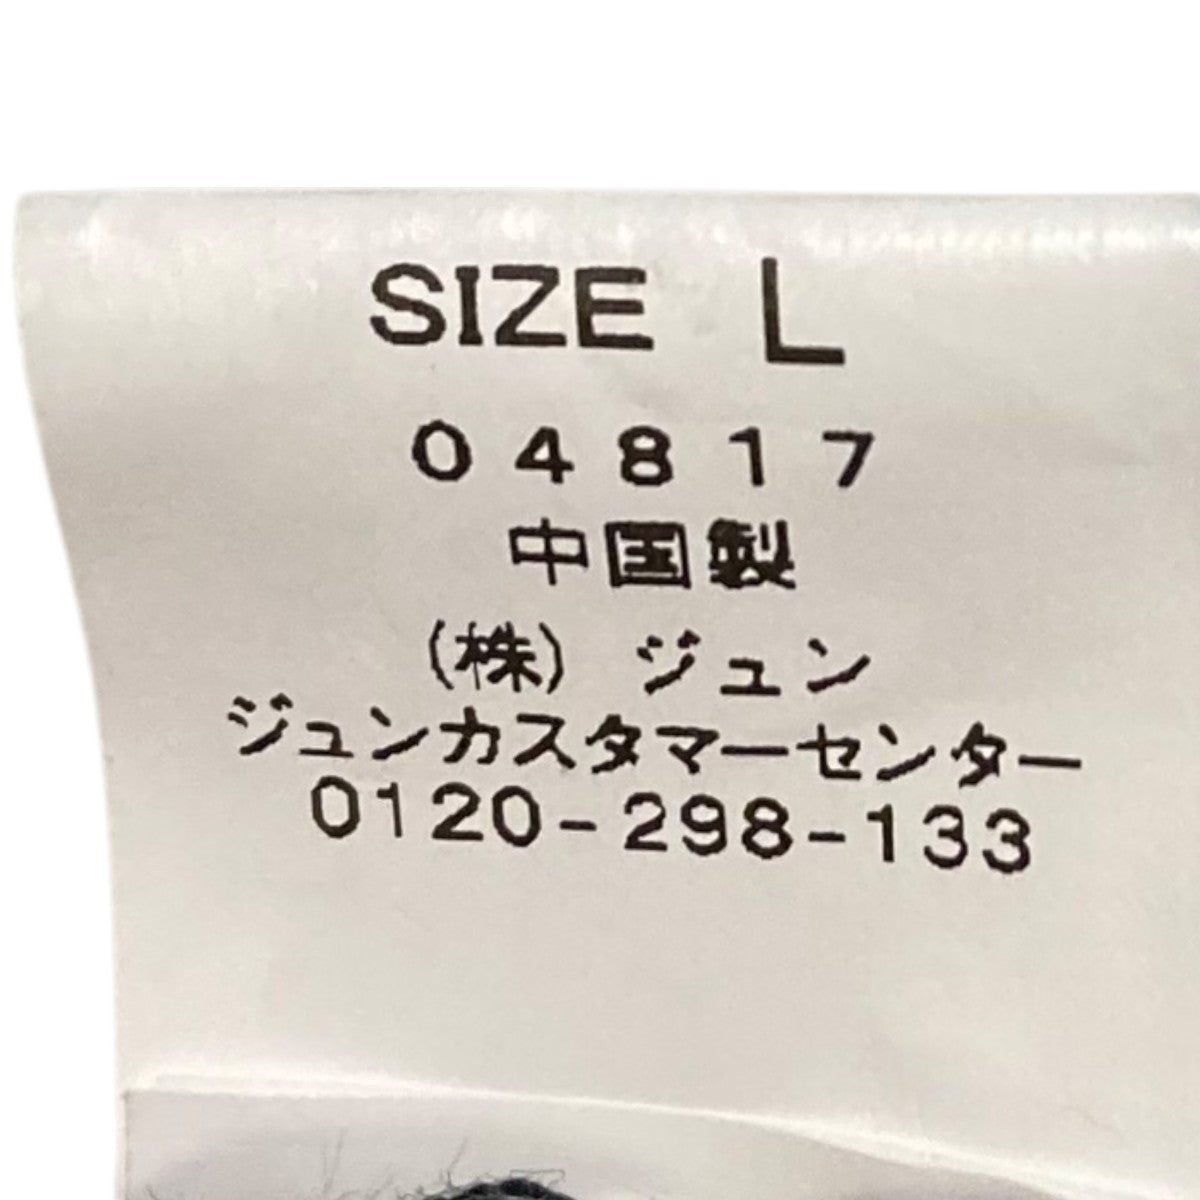 SIZE L
04817
中国製
(株) ジュン
ジュンカスタマーセンター
0120-298-133